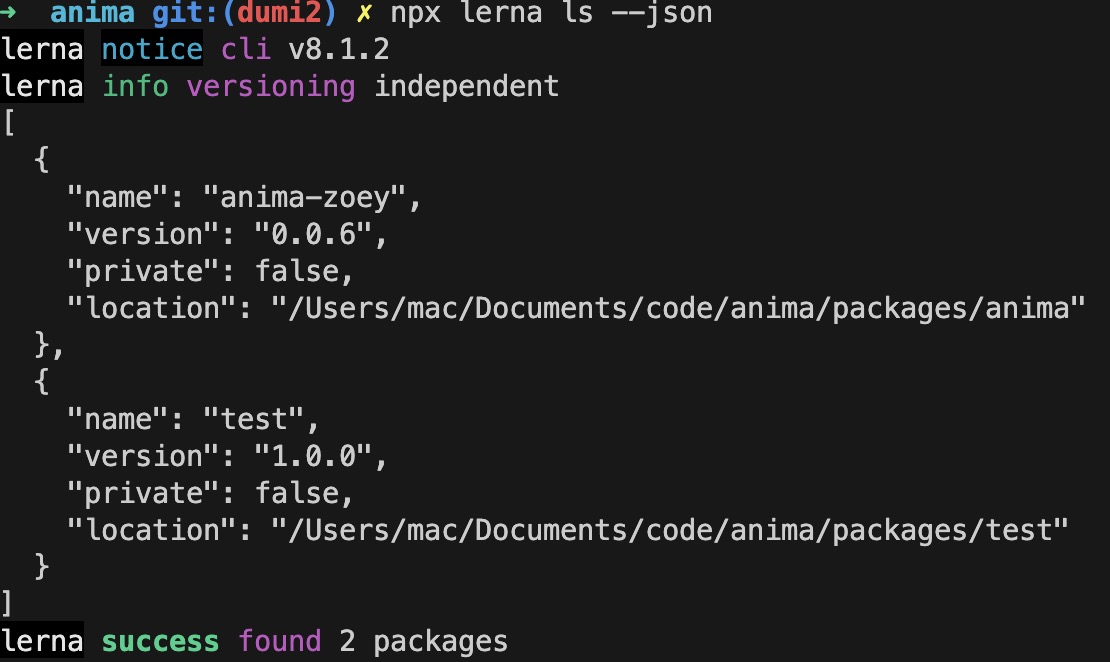 ➜  anima git:(dumi2) ✗ npx lerna ls --json
lerna notice cli v8.1.2
lerna info versioning independent
[
  {
    "name": "anima-zoey",
    "version": "0.0.6",
    "private": false,
    "location": "/Users/mac/Documents/code/anima/packages/anima"
  },
  {
    "name": "test",
    "version": "1.0.0",
    "private": false,
    "location": "/Users/mac/Documents/code/anima/packages/test"
  }
]
lerna success found 2 packages